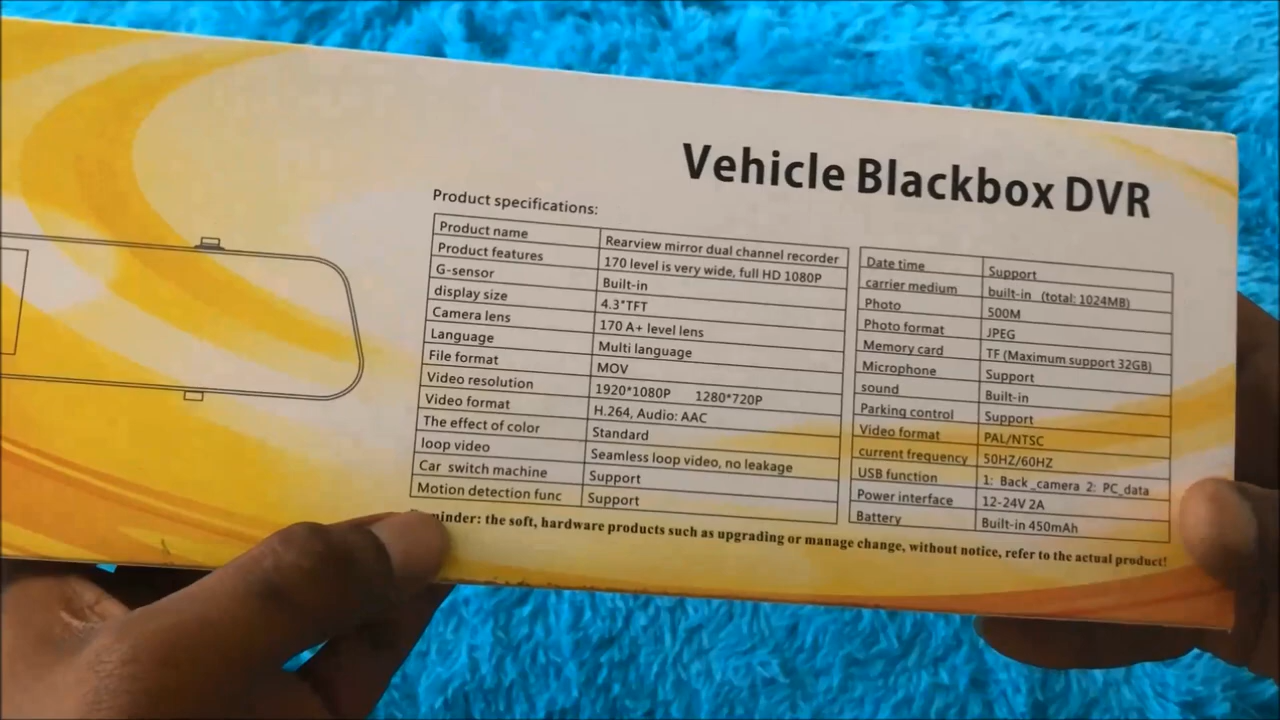 Vehicle Blackbox DVR
Product specifications:
Product name Rearview mirror dual channel recorder
Product features 170 level is very wide, full HD 1080P
G-sensor Built-in
display size 4.3"TFT
Camera lens 170 A+ level lens
Language Multi language
File format MOV
Video resolution 1920*1080P 1280*720P
Video format H.264, Audio: AAC
The effect of color Standard
loop video Seamless loop video, no leakage
Car switch machine Support
Motion detection func Support
Date time Support
carrier medium built-in (total: 1024MB)
Photo 500M
Photo format JPEG
Memory card TF (Maximum support 32GB)
Microphone Support
sound Built-in
Parking control Support
Video format PAL/NTSC
current frequency 50HZ/60HZ
USB function 1: Back_camera 2: PC_data
Power interface 12-24V 2A
Battery Built-in 450mAh
minder: the soft, hardware products such as upgrading or manage change, without notice, refer to the actual product!